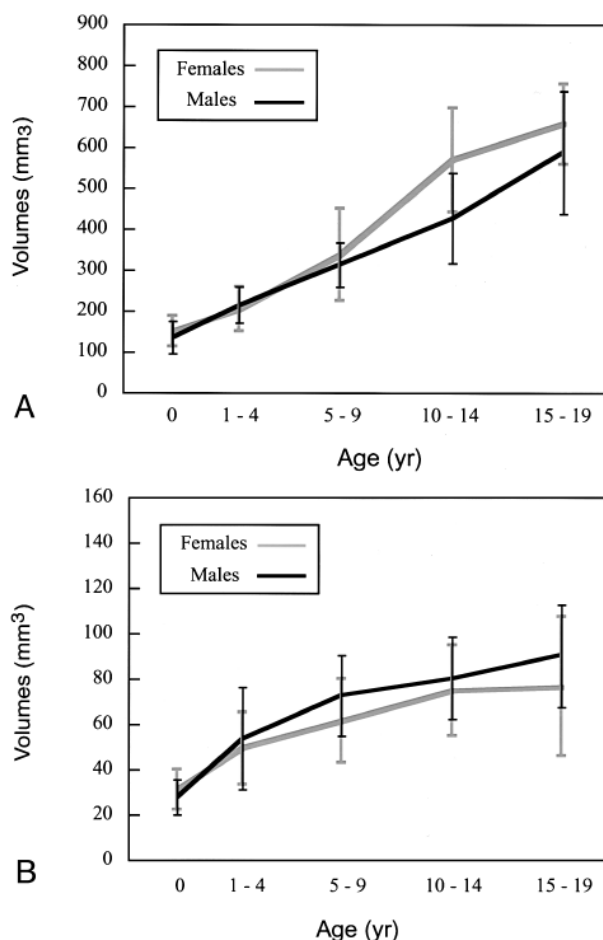 A
900
800
700
600
500
400
300
200
100
0
Volumes (mm3)
Females
Males
0 1 - 4 5 - 9 10 - 14 15 - 19
Age (yr)
B
160
140
120
100
80
60
40
20
0
Volumes (mm3)
Females
Males
0 1 - 4 5 - 9 10 - 14 15 - 19
Age (yr)